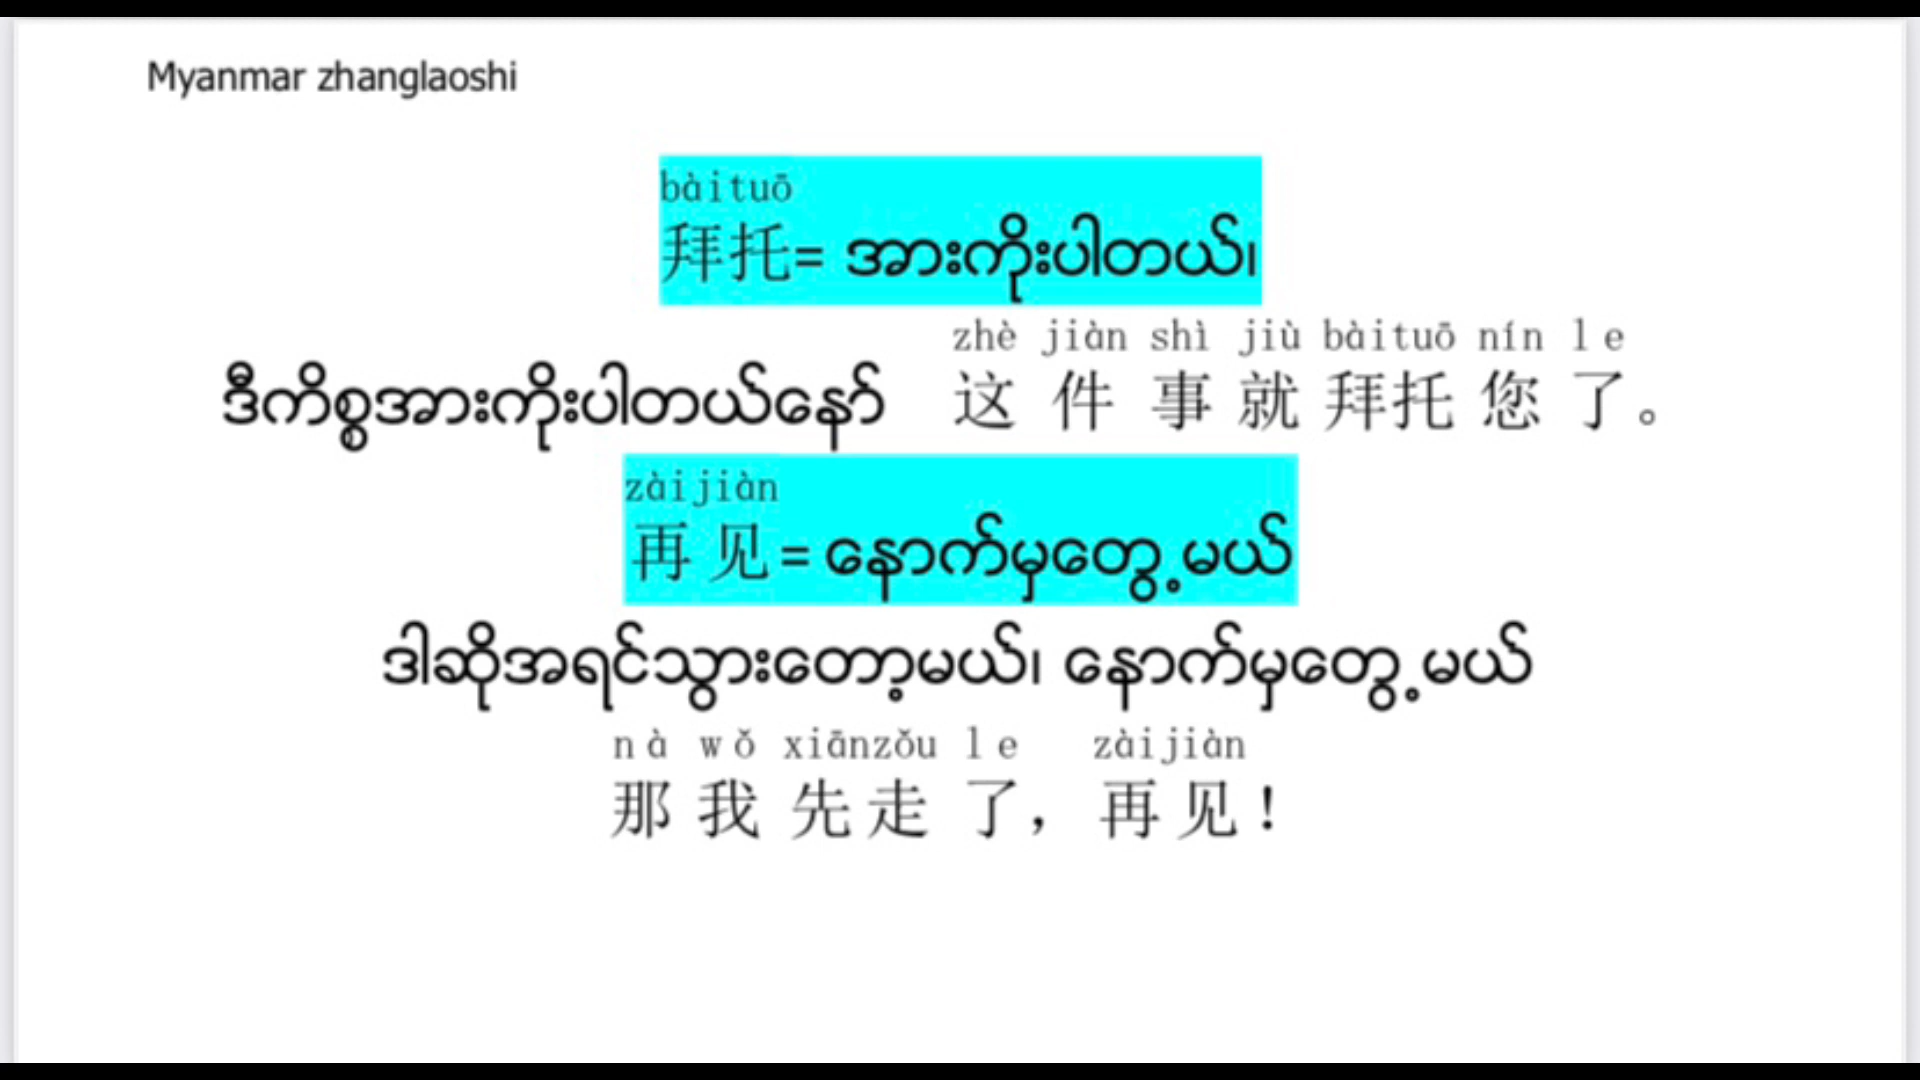 Myanmar zhanglaoshi
bàituō
拜托= အားကိုးပါတယ်၊
zhè jiàn shì jiù bàituō nín le
ဒီကိစ္စအားကိုးပါတယ်နော် 这件事就拜托您了。
zàijiàn
再见= နောက်မှတွေ့မယ်
ဒါဆိုအရင်သွားတော့မယ်၊ နောက်မှတွေ့မယ်
nà wǒ xiānzǒu le zàijiàn
那我先走了，再见！